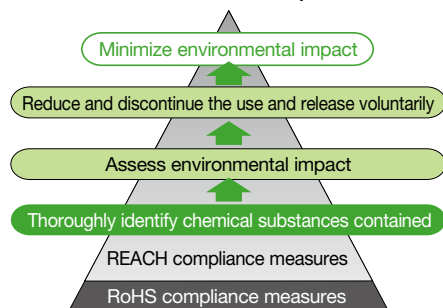 Minimize environmental impact
Reduce and discontinue the use and release voluntarily
Assess environmental impact
Thoroughly identify chemical substances contained
REACH compliance measures
RoHS compliance measures